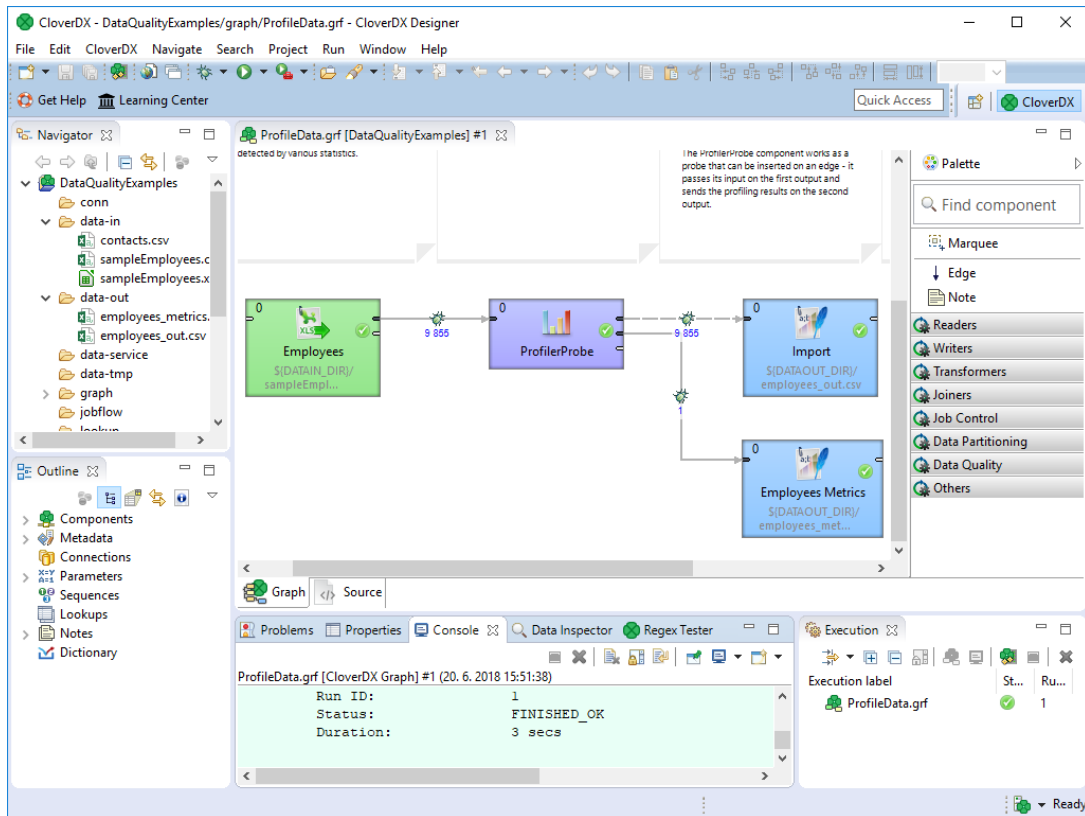 CloverDX - DataQualityExamples/graph/ProfileData.grf - CloverDX Designer
File Edit CloverDX Navigate Search Project Run Window Help
Get Help Learning Center
Quick Access
CloverDX
Navigator
DataQualityExamples
conn
data-in
contacts.csv
sampleEmployees.c
sampleEmployees.x
data-out
employees_metrics.
employees_out.csv
data-service
data-tmp
graph
jobflow
lookup
Outline
Components
Metadata
Connections
Parameters
Sequences
Lookups
Notes
Dictionary
ProfileData.grf [DataQualityExamples] #1
detected by various statistics.
The ProfilerProbe component works as a
probe that can be inserted on an edge - it
passes its input on the first output and
sends the profiling results on the second
output.
0
XLS
Employees
${DATAIN_DIR}/
sampleEmpl...
9 855
0
ProfilerProbe
9 855
1
0
Import
${DATAOUT_DIR}/
employees_out.csv
0
Employees Metrics
${DATAOUT_DIR}/
employees_met...
Graph Source
Palette
Find component
Marquee
Edge
Note
Readers
Writers
Transformers
Joiners
Job Control
Data Partitioning
Data Quality
Others
Problems Properties Console Data Inspector Regex Tester
ProfileData.grf [CloverDX Graph] #1 (20. 6. 2018 15:51:38)
Run ID: 1
Status: FINISHED_OK
Duration: 3 secs
Execution
Execution label St... Ru...
ProfileData.grf 1
Ready